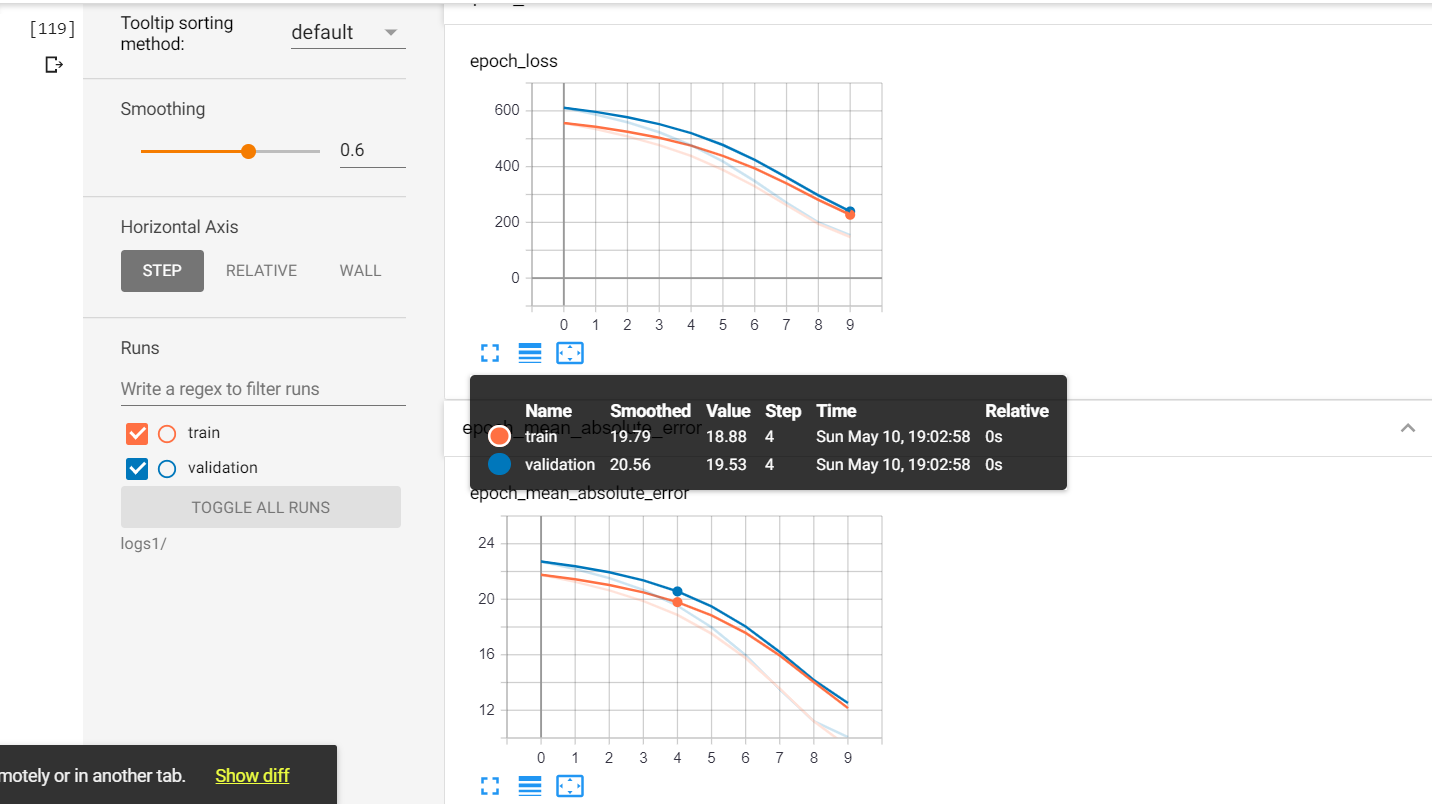 [119]
Tooltip sorting
method:
default
Smoothing
0.6
Horizontal Axis
STEP RELATIVE WALL
Runs
Write a regex to filter runs
train
validation
TOGGLE ALL RUNS
logs1/
motely or in another tab. Show diff
epoch_loss
600
400
200
0
0 1 2 3 4 5 6 7 8 9
epoch_mean_absolute_error
Name Smoothed Value Step Time Relative
train 19.79 18.88 4 Sun May 10, 19:02:58 0s
validation 20.56 19.53 4 Sun May 10, 19:02:58 0s
epoch_mean_absolute_error
24
20
16
12
0 1 2 3 4 5 6 7 8 9